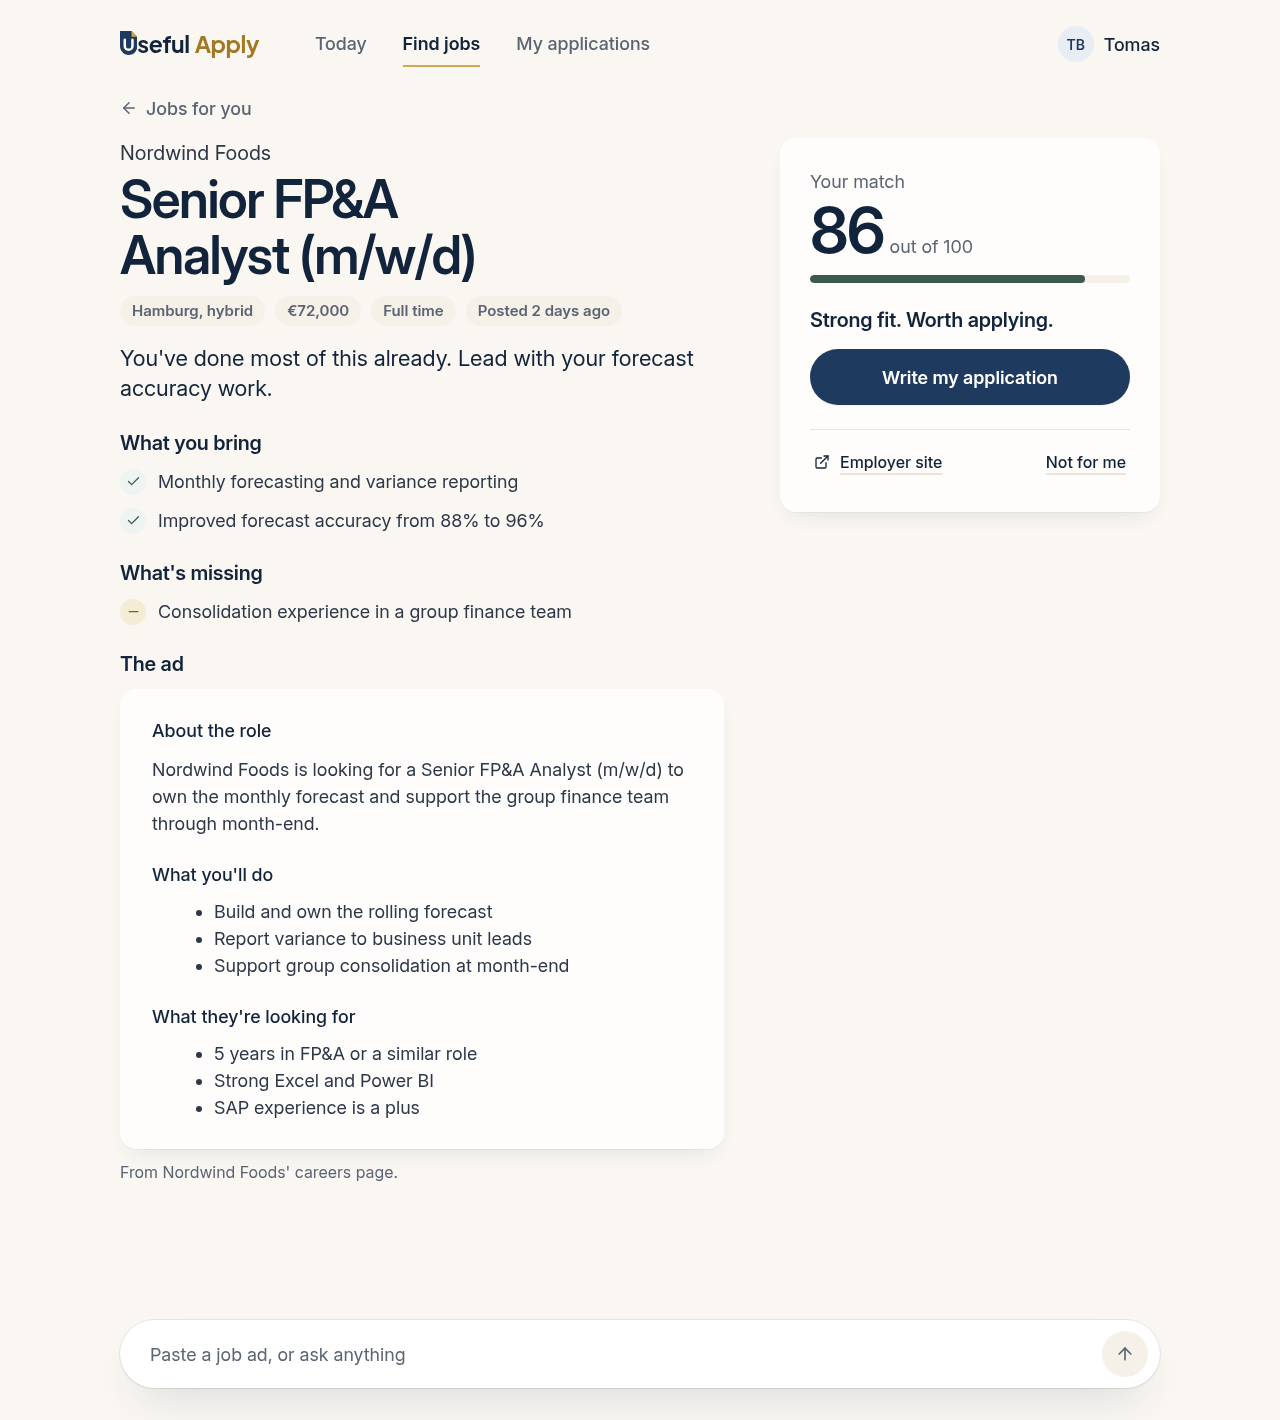 Useful Apply
Today
Find jobs
My applications
TB
Tomas
Jobs for you
Nordwind Foods
Senior FP&A
Analyst (m/w/d)
Hamburg, hybrid
€72,000
Full time
Posted 2 days ago
You've done most of this already. Lead with your forecast
accuracy work.
What you bring
Monthly forecasting and variance reporting
Improved forecast accuracy from 88% to 96%
What's missing
Consolidation experience in a group finance team
The ad
About the role
Nordwind Foods is looking for a Senior FP&A Analyst (m/w/d) to
own the monthly forecast and support the group finance team
through month-end.
What you'll do
• Build and own the rolling forecast
• Report variance to business unit leads
• Support group consolidation at month-end
What they're looking for
• 5 years in FP&A or a similar role
• Strong Excel and Power BI
• SAP experience is a plus
From Nordwind Foods' careers page.
Your match
86 out of 100
Strong fit. Worth applying.
Write my application
Employer site
Not for me
Paste a job ad, or ask anything